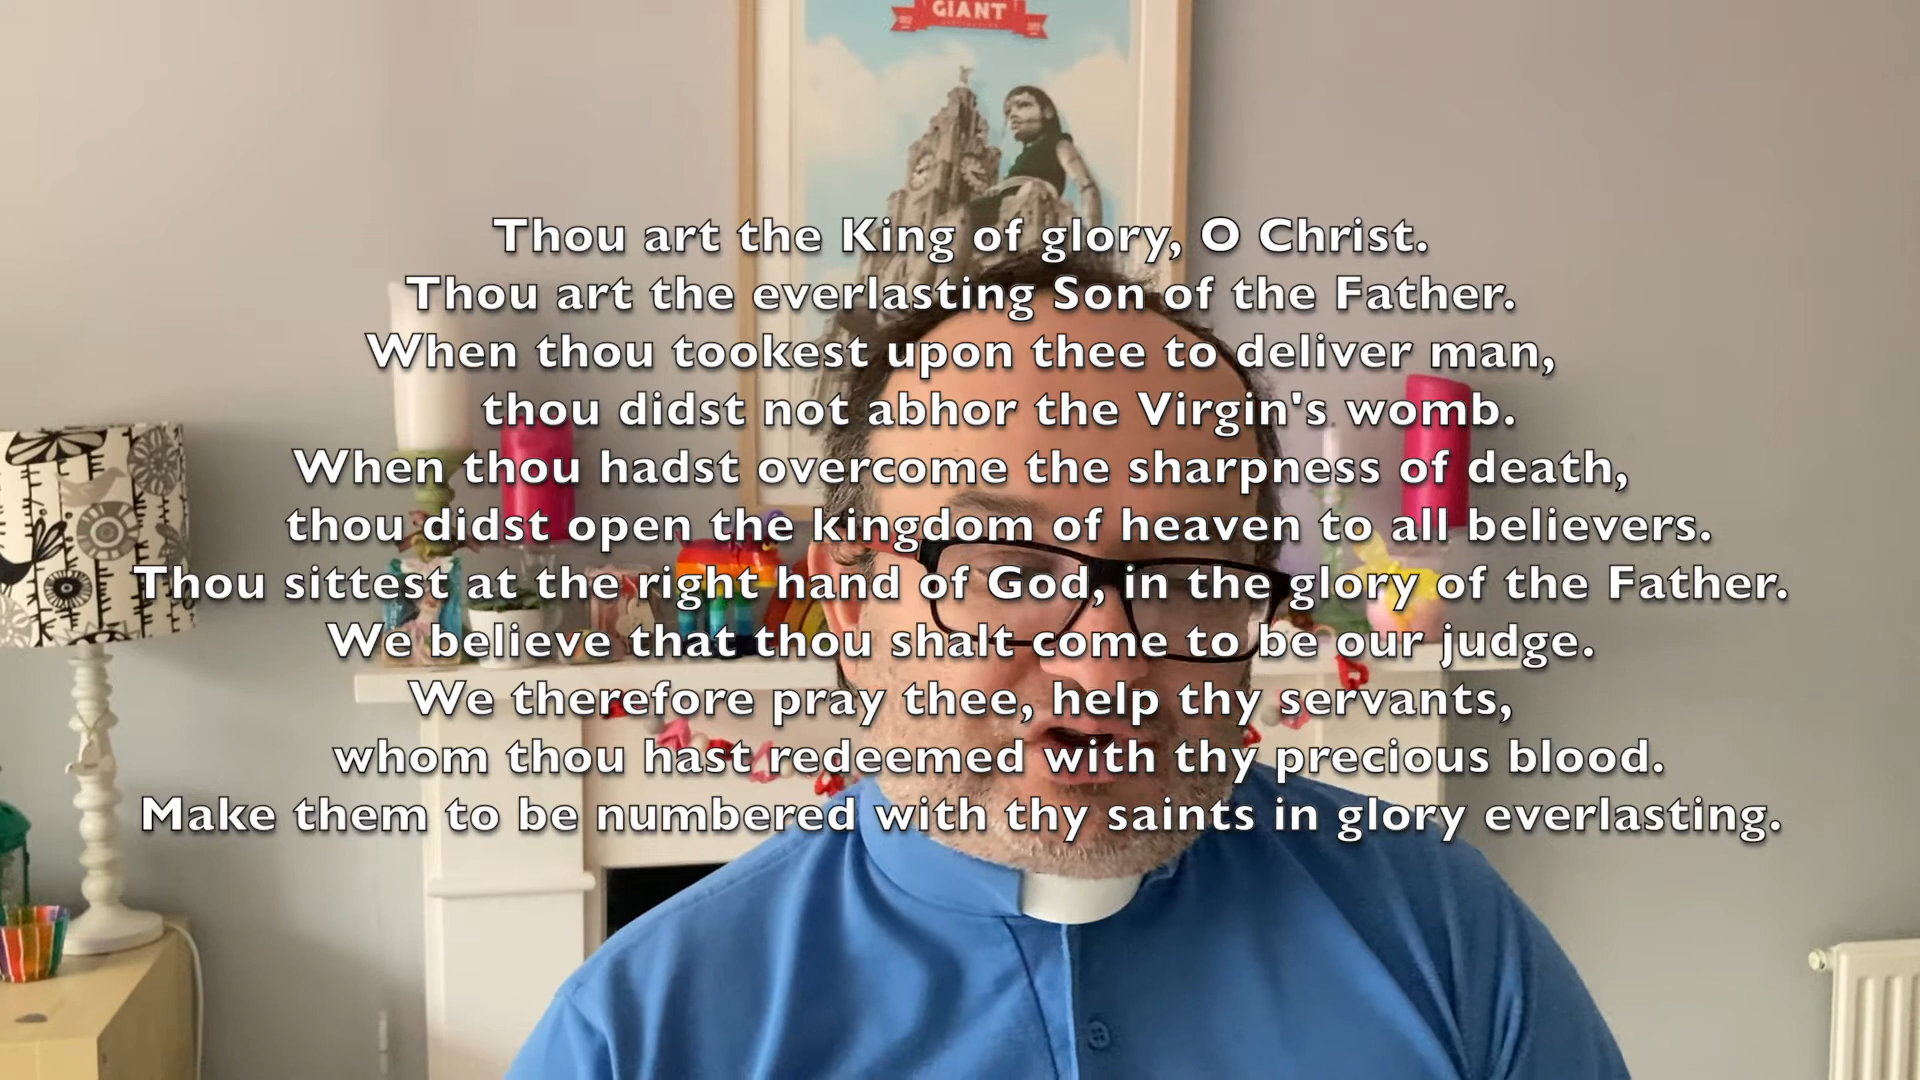 GIANT
Thou art the King of glory, O Christ.
Thou art the everlasting Son of the Father.
When thou tookest upon thee to deliver man,
thou didst not abhor the Virgin's womb.
When thou hadst overcome the sharpness of death,
thou didst open the kingdom of heaven to all believers.
Thou sittest at the right hand of God, in the glory of the Father.
We believe that thou shalt come to be our judge.
We therefore pray thee, help thy servants,
whom thou hast redeemed with thy precious blood.
Make them to be numbered with thy saints in glory everlasting.